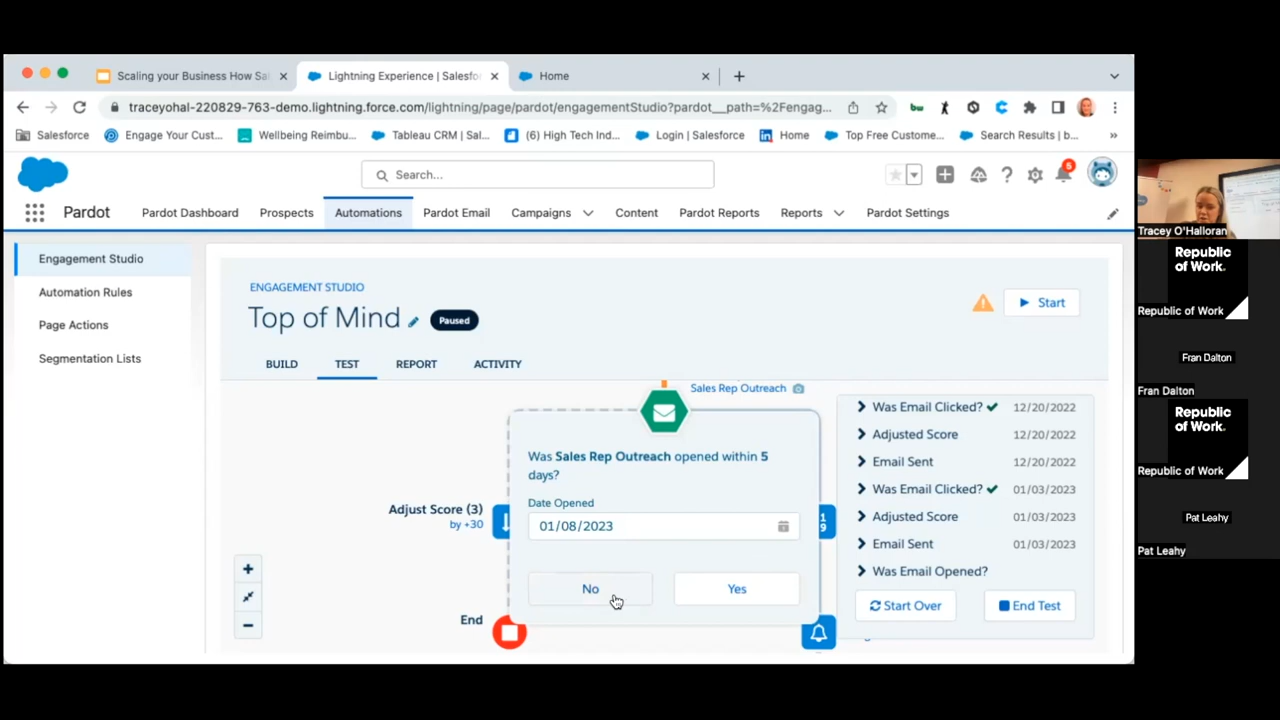 Scaling your Business How Sal
Lightning Experience | Salesfo
Home
traceyohal-220829-763-demo.lightning.force.com/lightning/page/pardot/engagementStudio?pardot__path=%2Fengag...
Salesforce
Engage Your Cust...
Wellbeing Reimbu...
Tableau CRM | Sal...
(6) High Tech Ind...
Login | Salesforce
Home
Top Free Custome...
Search Results | b...
Search...
5
Pardot
Pardot Dashboard
Prospects
Automations
Pardot Email
Campaigns
Content
Pardot Reports
Reports
Pardot Settings
Engagement Studio
Automation Rules
Page Actions
Segmentation Lists
ENGAGEMENT STUDIO
Top of Mind
Paused
Start
BUILD
TEST
REPORT
ACTIVITY
Sales Rep Outreach
Was Sales Rep Outreach opened within 5
days?
Date Opened
01/08/2023
No
Yes
Adjust Score (3)
by +30
End
Was Email Clicked? 12/20/2022
Adjusted Score 12/20/2022
Email Sent 12/20/2022
Was Email Clicked? 01/03/2023
Adjusted Score 01/03/2023
Email Sent 01/03/2023
Was Email Opened?
Start Over
End Test
Tracey O'Halloran
Republic
of Work.
Republic of Work
Fran Dalton
Fran Dalton
Republic
of Work.
Republic of Work
Pat Leahy
Pat Leahy